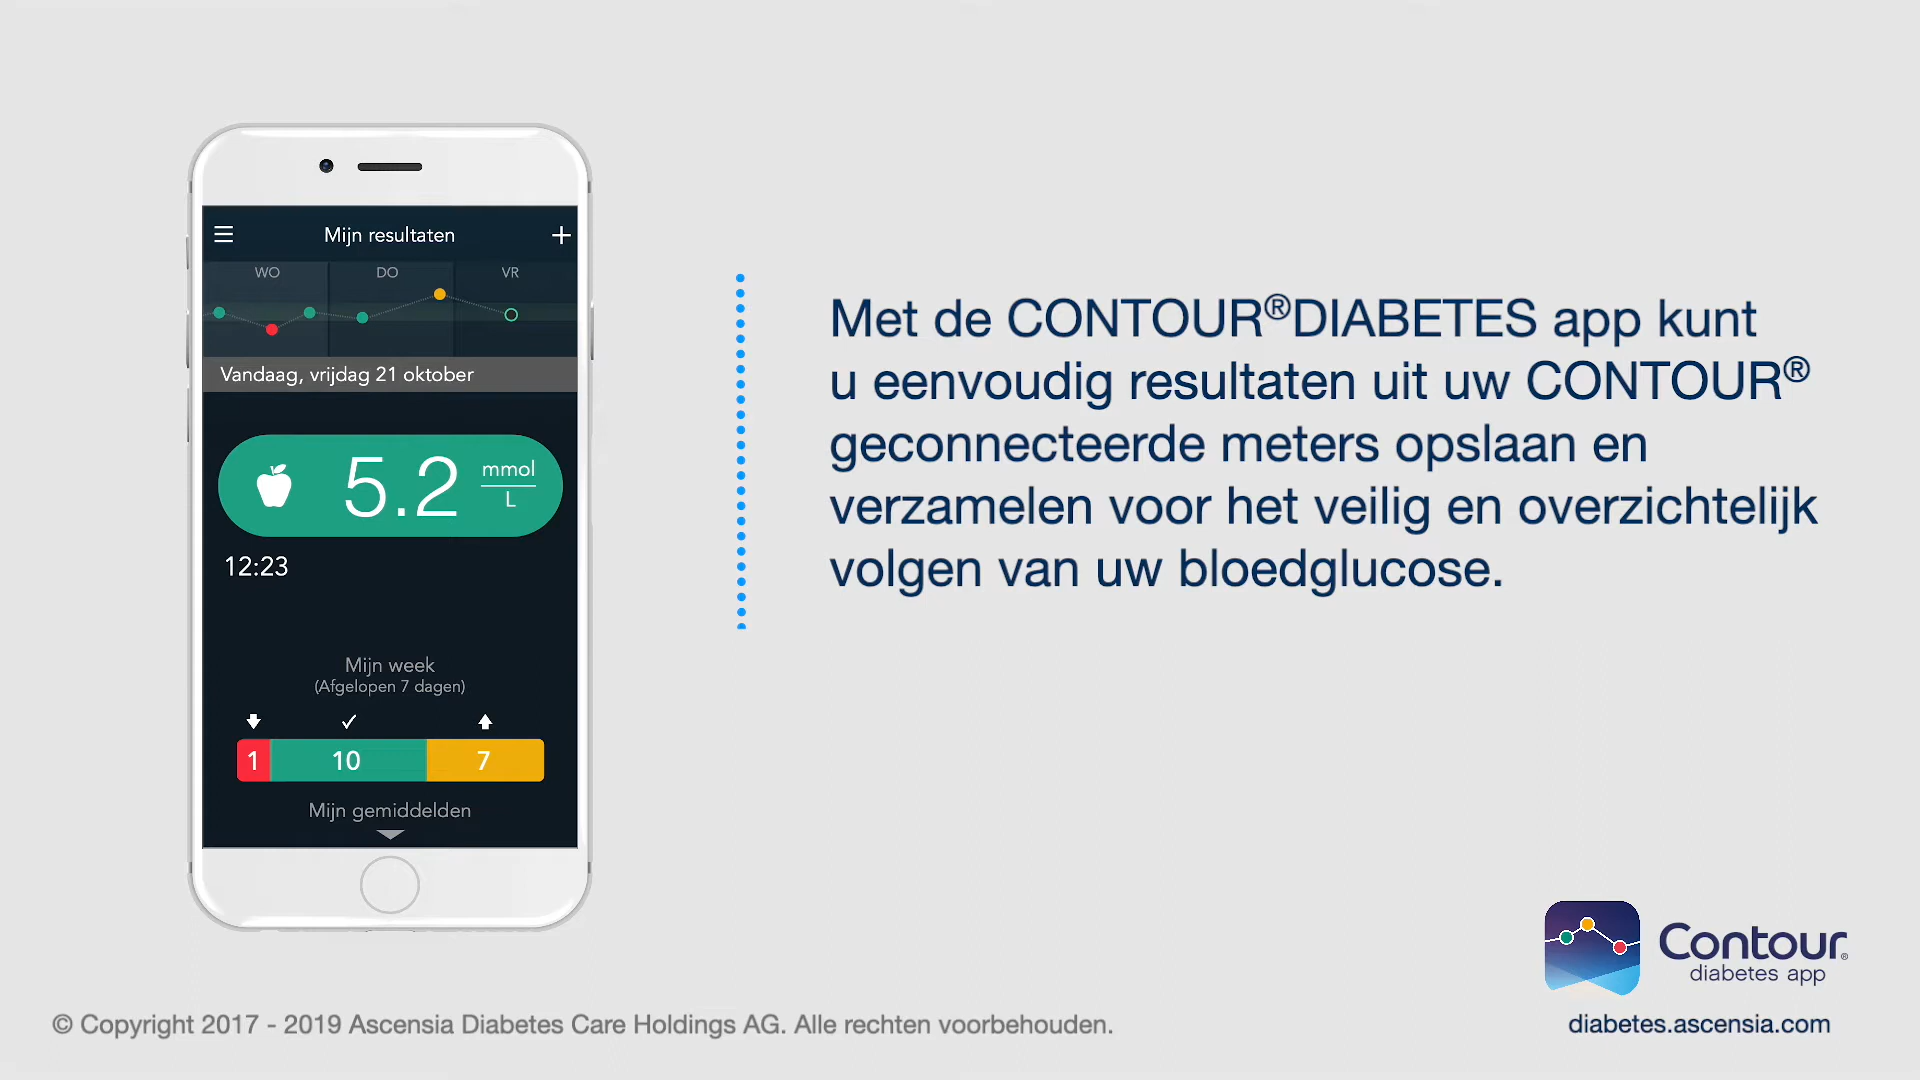 Mijn resultaten
WO DO VR
Vandaag, vrijdag 21 oktober
5.2 mmol
L
12:23
Mijn week
(Afgelopen 7 dagen)
1 10 7
Mijn gemiddelden
Met de CONTOUR®DIABETES app kunt
u eenvoudig resultaten uit uw CONTOUR®
geconnecteerde meters opslaan en
verzamelen voor het veilig en overzichtelijk
volgen van uw bloedglucose.
Contour®
diabetes app
diabetes.ascensia.com
© Copyright 2017 - 2019 Ascensia Diabetes Care Holdings AG. Alle rechten voorbehouden.